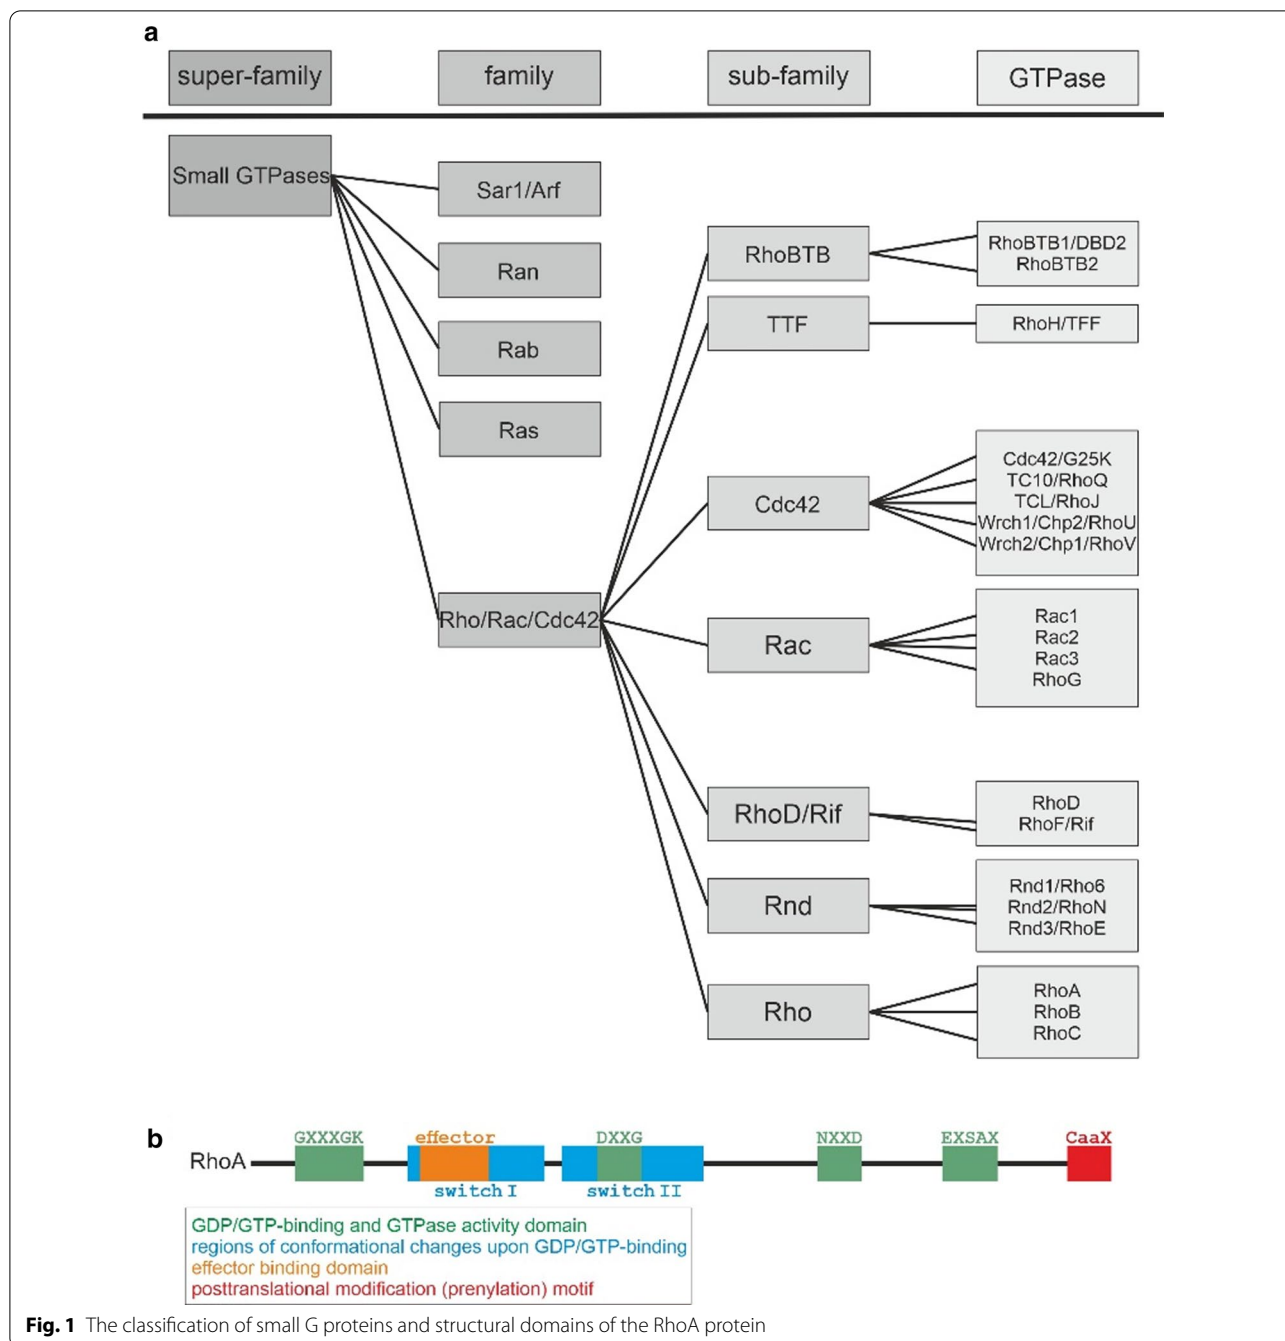 a
super-family family sub-family GTPase
Small GTPases
Sar1/Arf
Ran
Rab
Ras
Rho/Rac/Cdc42
RhoBTB
TTF
Cdc42
Rac
RhoD/Rif
Rnd
Rho
RhoBTB1/DBD2
RhoBTB2
RhoH/TFF
Cdc42/G25K
TC10/RhoQ
TCL/RhoJ
Wrch1/Chp2/RhoU
Wrch2/Chp1/RhoV
Rac1
Rac2
Rac3
RhoG
RhoD
RhoF/Rif
Rnd1/Rho6
Rnd2/RhoN
Rnd3/RhoE
RhoA
RhoB
RhoC
b
GXXXGK effector DXXG NXXD EXSAX CaaX
RhoA
switch I switch II
GDP/GTP-binding and GTPase activity domain
regions of conformational changes upon GDP/GTP-binding
effector binding domain
posttranslational modification (prenylation) motif
Fig. 1 The classification of small G proteins and structural domains of the RhoA protein